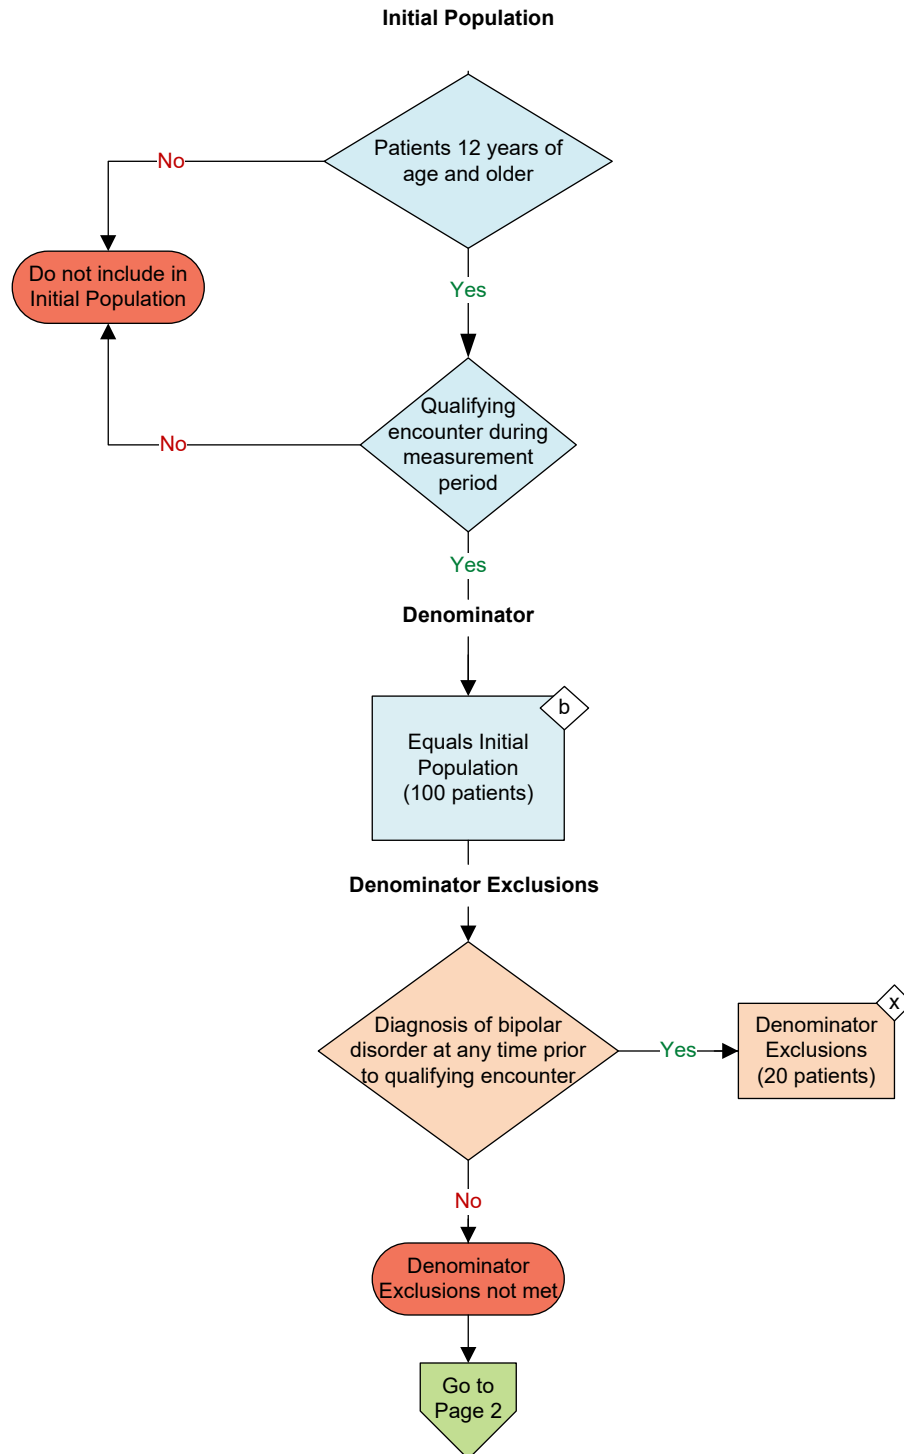 Initial Population
Patients 12 years of
age and older
No
Do not include in
Initial Population
Yes
Qualifying
encounter during
measurement
period
No
Yes
Denominator
b
Equals Initial
Population
(100 patients)
Denominator Exclusions
Diagnosis of bipolar
disorder at any time prior
to qualifying encounter
Yes
x
Denominator
Exclusions
(20 patients)
No
Denominator
Exclusions not met
Go to
Page 2